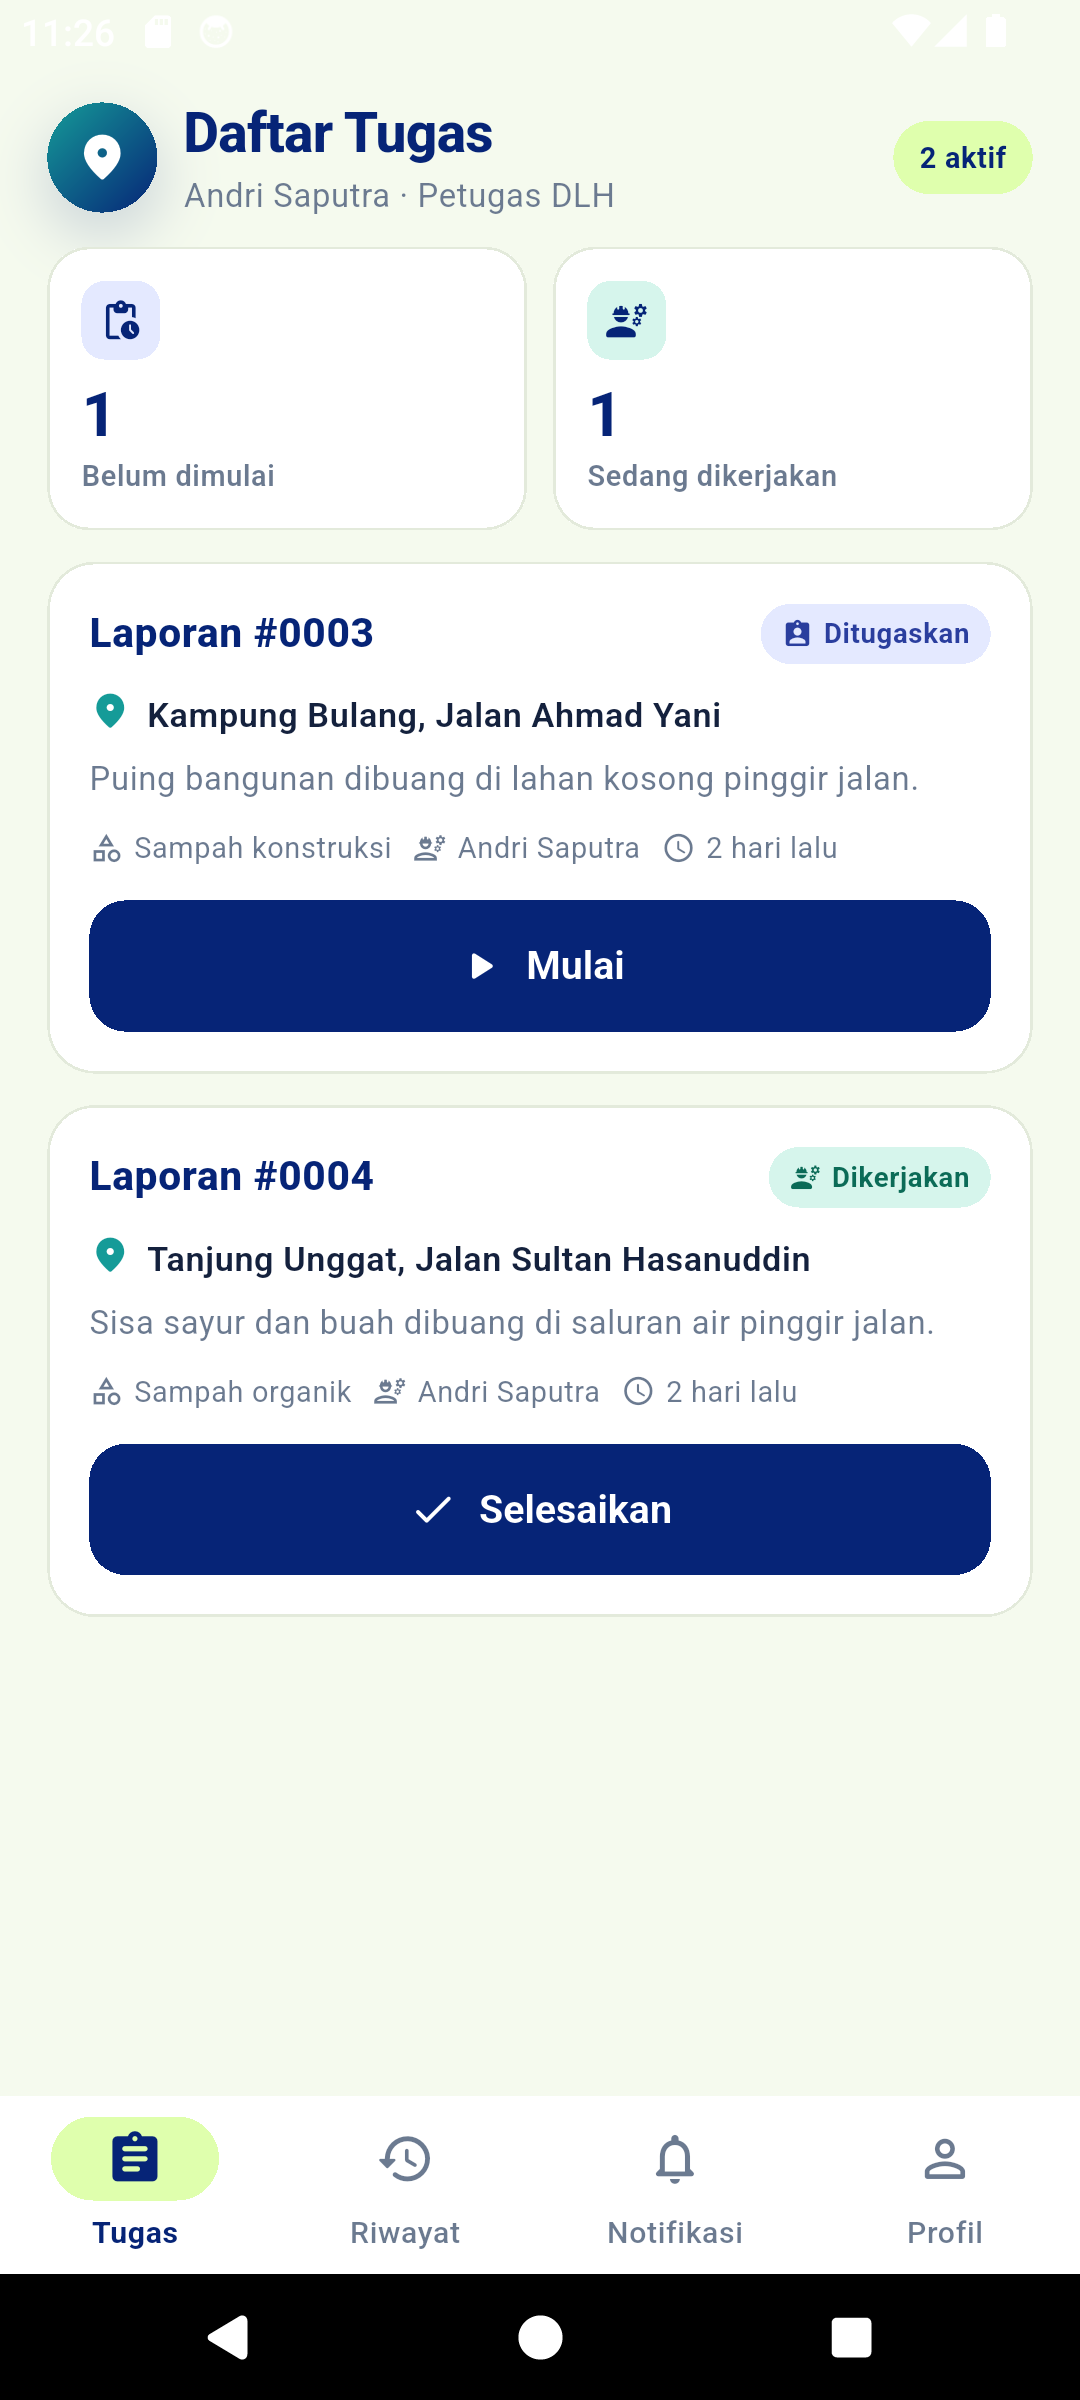 11:26
Daftar Tugas
Andri Saputra · Petugas DLH
2 aktif
1
Belum dimulai
1
Sedang dikerjakan
Laporan #0003
Ditugaskan
Kampung Bulang, Jalan Ahmad Yani
Puing bangunan dibuang di lahan kosong pinggir jalan.
Sampah konstruksi Andri Saputra 2 hari lalu
Mulai
Laporan #0004
Dikerjakan
Tanjung Unggat, Jalan Sultan Hasanuddin
Sisa sayur dan buah dibuang di saluran air pinggir jalan.
Sampah organik Andri Saputra 2 hari lalu
Selesaikan
Tugas Riwayat Notifikasi Profil